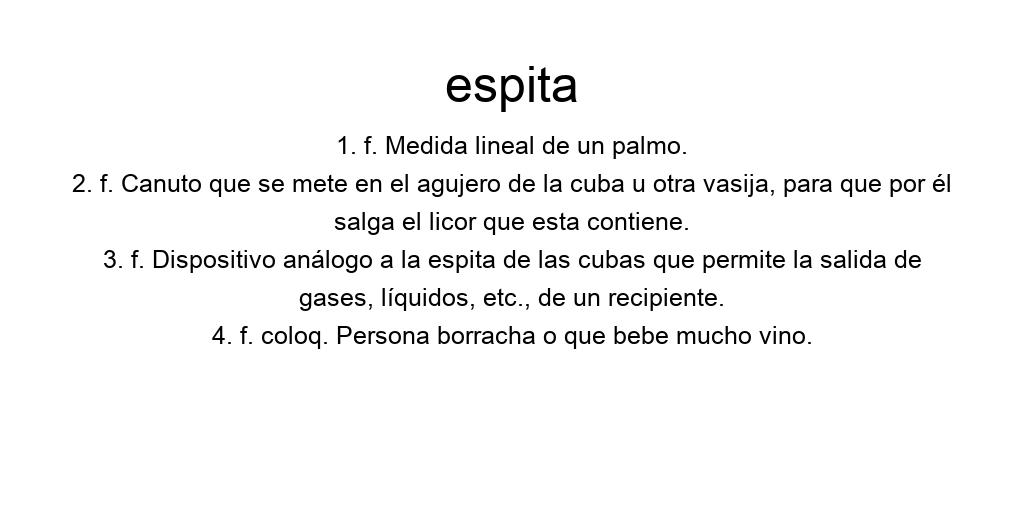 espita
1. f. Medida lineal de un palmo.
2. f. Canuto que se mete en el agujero de la cuba u otra vasija, para que por él
salga el licor que esta contiene.
3. f. Dispositivo análogo a la espita de las cubas que permite la salida de
gases, líquidos, etc., de un recipiente.
4. f. coloq. Persona borracha o que bebe mucho vino.